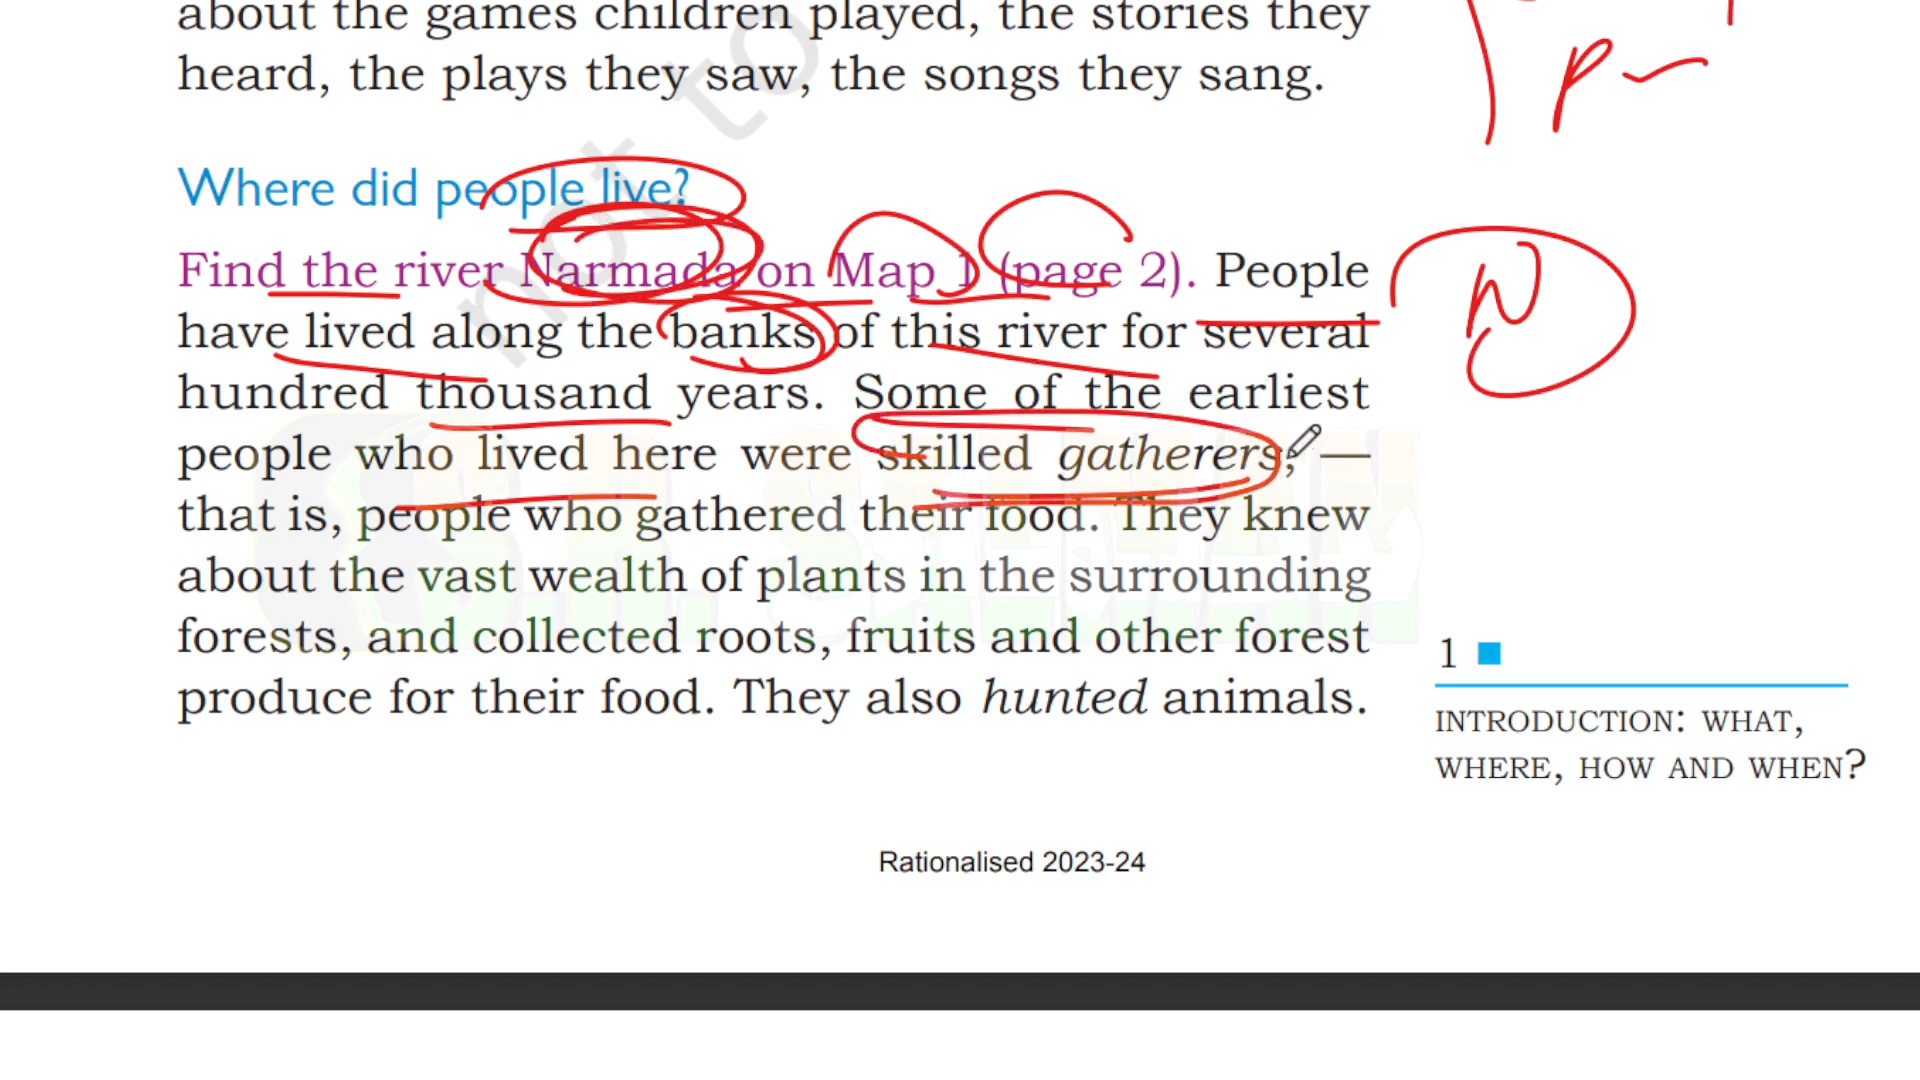 about the games children played, the stories they
heard, the plays they saw, the songs they sang.
P
Where did people live?
Find the river Narmada on Map 1 (page 2). People
have lived along the banks of this river for several
hundred thousand years. Some of the earliest
people who lived here were skilled gatherers, —
that is, people who gathered their food. They knew
about the vast wealth of plants in the surrounding
forests, and collected roots, fruits and other forest
produce for their food. They also hunted animals.
N
not to
1
INTRODUCTION: WHAT,
WHERE, HOW AND WHEN?
Rationalised 2023-24